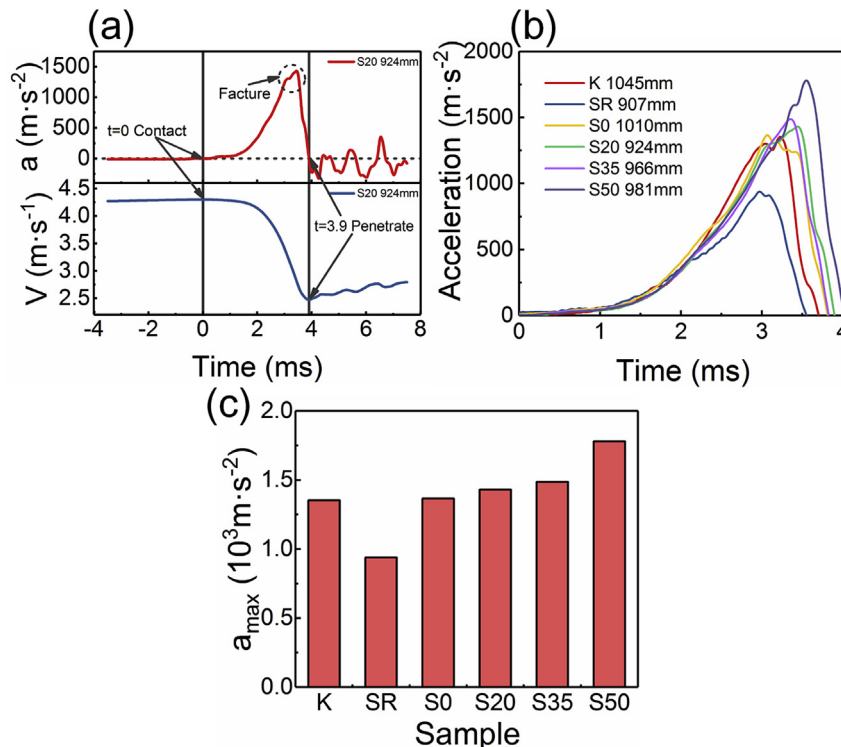 (a)
1500
1000
500
0
a (m·s-2)
S20 924mm
Facture
t=0 Contact
4.5
4.0
3.5
3.0
2.5
V (m·s-1)
S20 924mm
t=3.9 Penetrate
-4 -2 0 2 4 6 8
Time (ms)
(b)
2000
1500
1000
500
0
Acceleration (m·s-2)
K 1045mm
SR 907mm
S0 1010mm
S20 924mm
S35 966mm
S50 981mm
0 1 2 3 4
Time (ms)
(c)
2.0
1.5
1.0
0.5
0.0
amax (103m·s-2)
K SR S0 S20 S35 S50
Sample